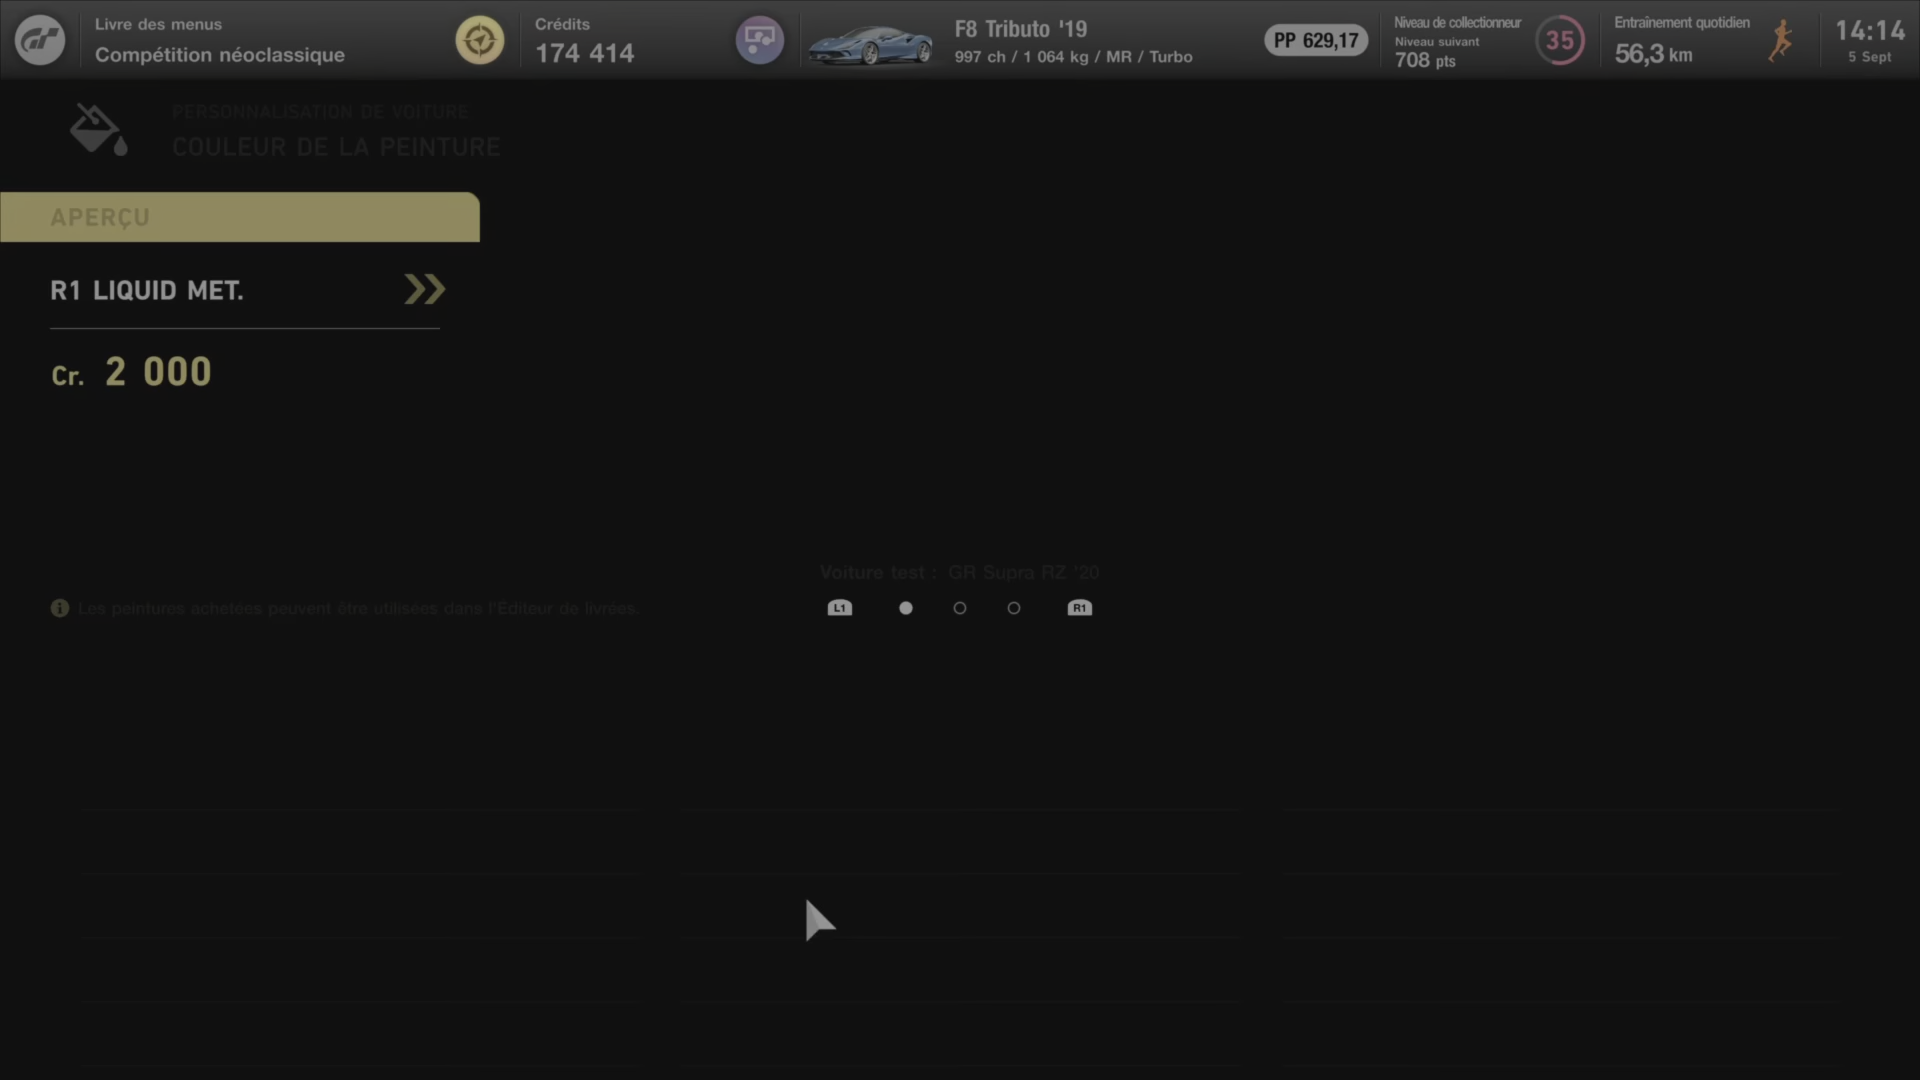 Livre des menus
Compétition néoclassique
Crédits
174 414
F8 Tributo '19
997 ch / 1 064 kg / MR / Turbo
PP 629,17
Niveau de collectionneur
Niveau suivant
708 pts
35
Entraînement quotidien
56,3 km
14:14
5 Sept
PERSONNALISATION DE VOITURE
COULEUR DE LA PEINTURE
APERÇU
R1 LIQUID MET.
Cr. 2 000
Voiture test : GR Supra RZ '20
Les peintures achetées peuvent être utilisées dans l'Éditeur de livrées.
L1
R1